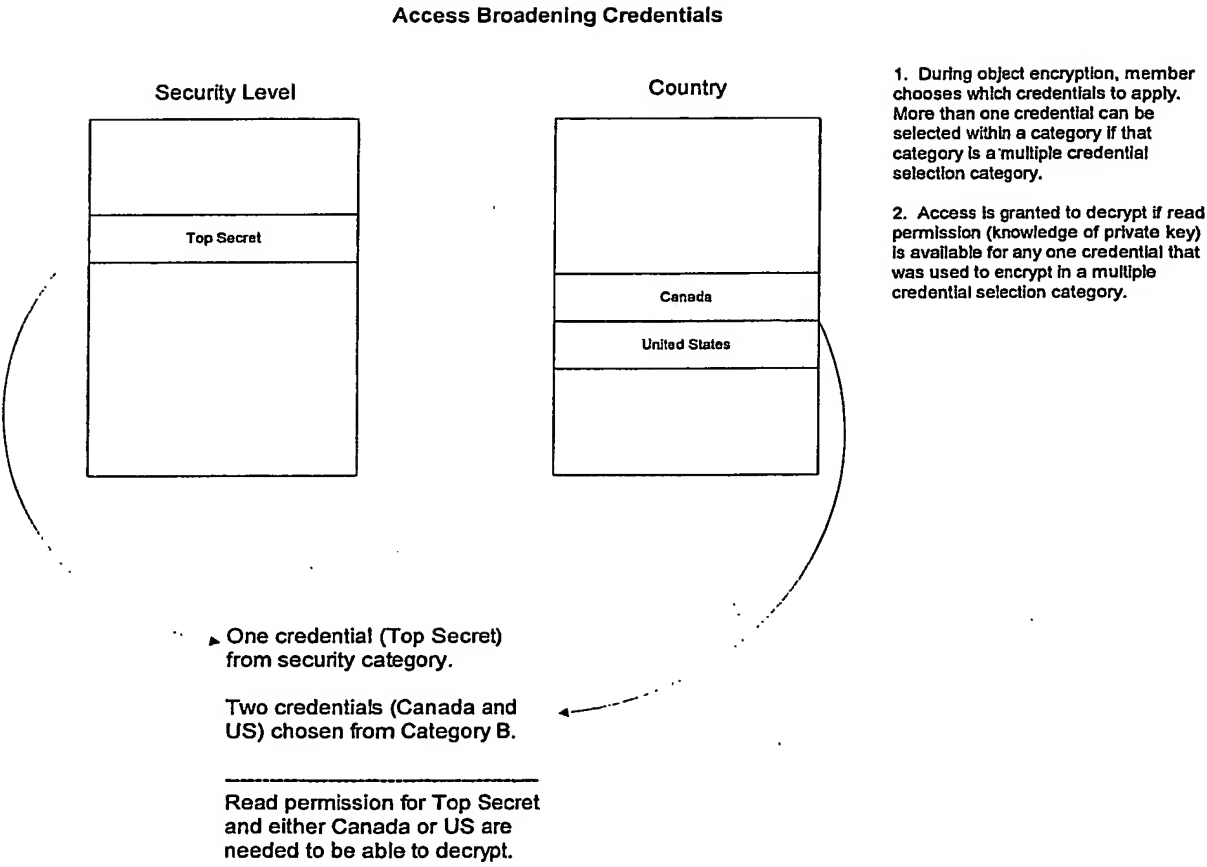 Access Broadening Credentials
Security Level
Top Secret
Country
Canada
United States
1. During object encryption, member
chooses which credentials to apply.
More than one credential can be
selected within a category if that
category is a multiple credential
selection category.
2. Access is granted to decrypt if read
permission (knowledge of private key)
is available for any one credential that
was used to encrypt in a multiple
credential selection category.
One credential (Top Secret)
from security category.
Two credentials (Canada and
US) chosen from Category B.
Read permission for Top Secret
and either Canada or US are
needed to be able to decrypt.